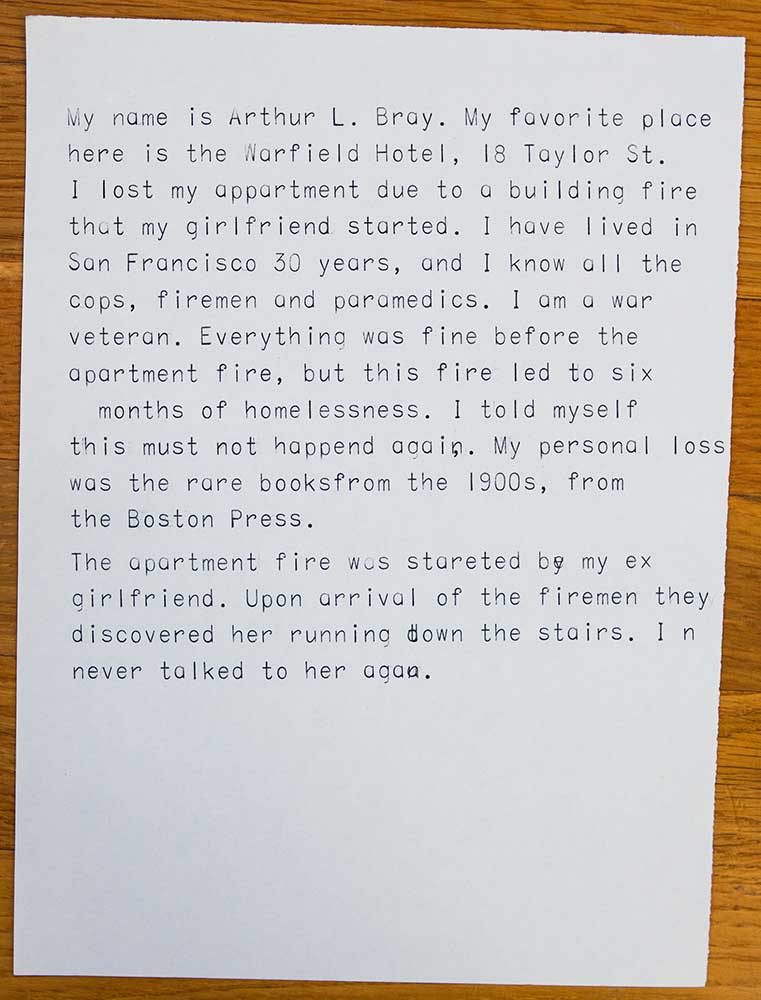 My name is Arthur L. Bray. My favorite place
here is the Warfield Hotel, 18 Taylor St.
I lost my appartment due to a building fire
that my girlfriend started. I have lived in
San Francisco 30 years, and I know all the
cops, firemen and paramedics. I am a war
veteran. Everything was fine before the
apartment fire, but this fire led to six
months of homelessness. I told myself
this must not happend again. My personal loss
was the rare booksfrom the 1900s, from
the Boston Press.
The apartment fire was stareted by my ex
girlfriend. Upon arrival of the firemen they
discovered her running down the stairs. I n
never talked to her agan.